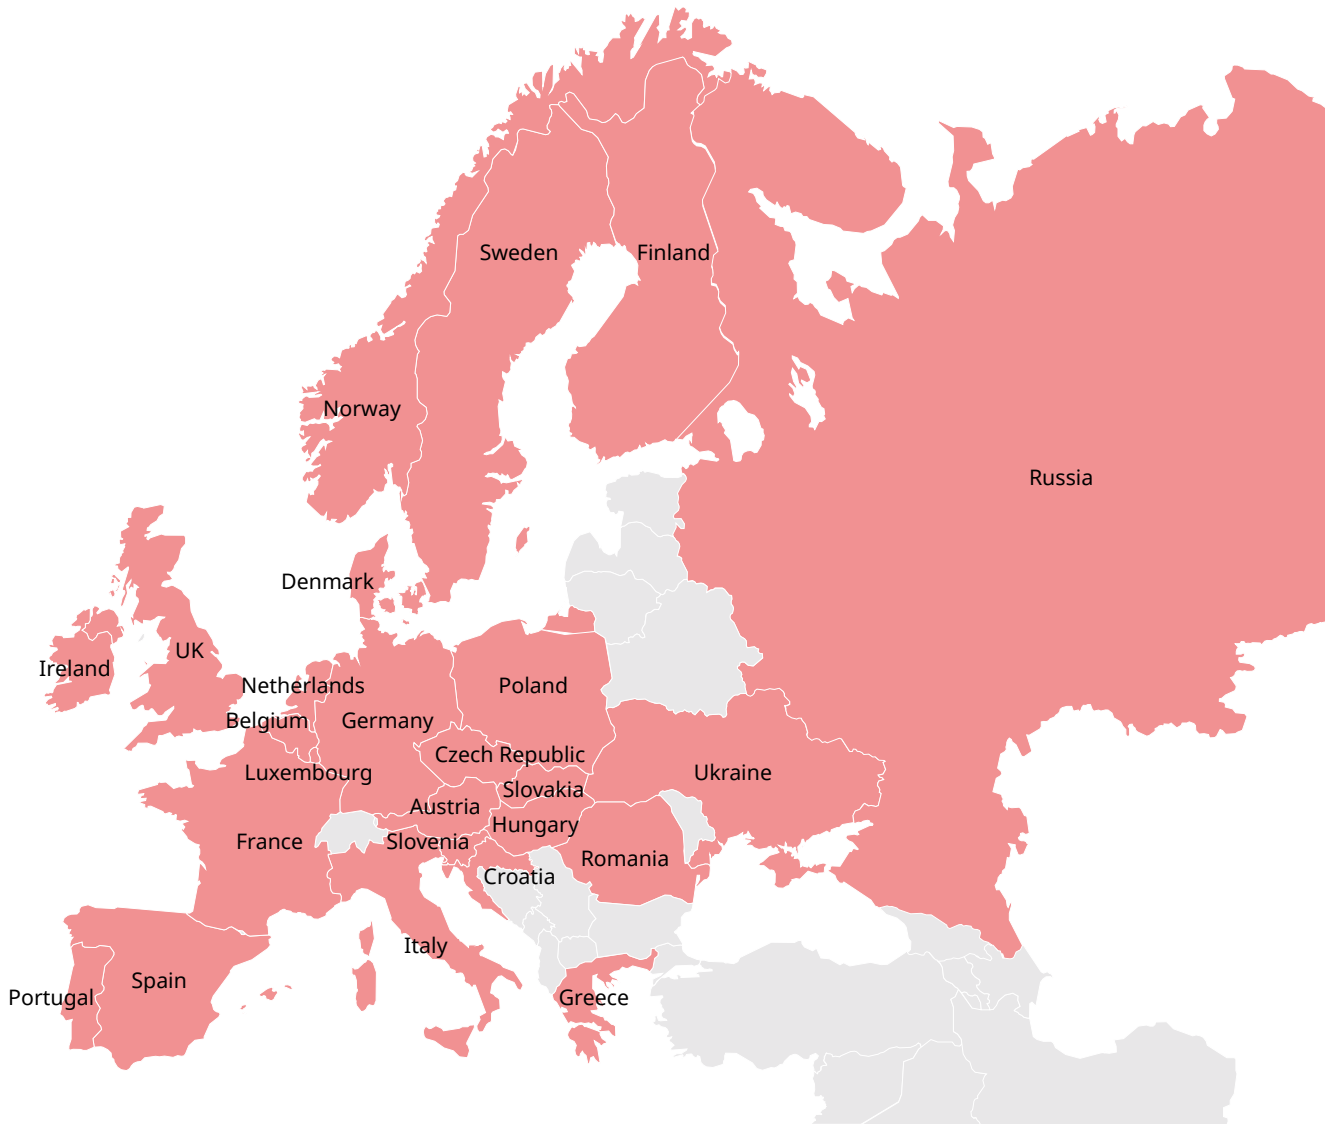 Sweden
Finland
Norway
Russia
Denmark
UK
Ireland
Netherlands
Poland
Belgium
Germany
Czech Republic
Luxembourg
Ukraine
Slovakia
Austria
Hungary
France
Slovenia
Romania
Croatia
Italy
Spain
Portugal
Greece